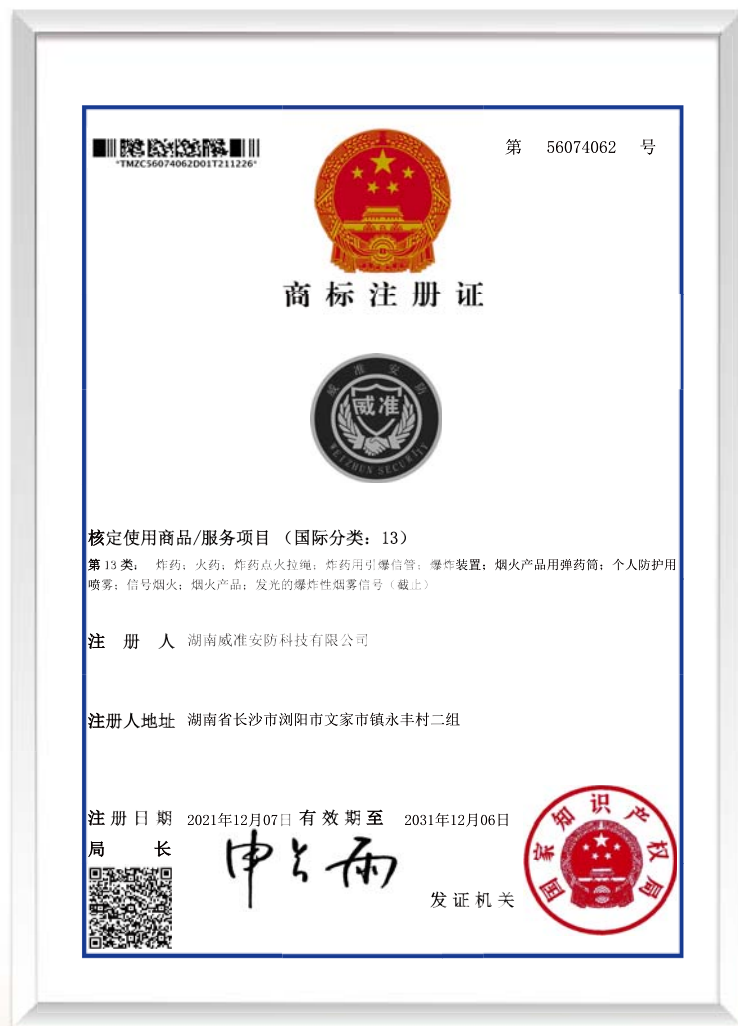 *TMZC56074062D01T211226*
第 56074062 号
商标注册证
威准安防
威准
WEIZHUN SECURITY
核定使用商品/服务项目（国际分类：13）
第13类： 炸药；火药；炸药点火拉绳；炸药用引爆信管；爆炸装置；烟火产品用弹药筒；个人防护用
喷雾；信号烟火；烟火产品；发光的爆炸性烟雾信号（截止）
注 册 人 湖南威准安防科技有限公司
注册人地址 湖南省长沙市浏阳市文家市镇永丰村二组
注册日期 2021年12月07日 有效期至 2031年12月06日
局 长 申长雨
发证机关
国家知识产权局